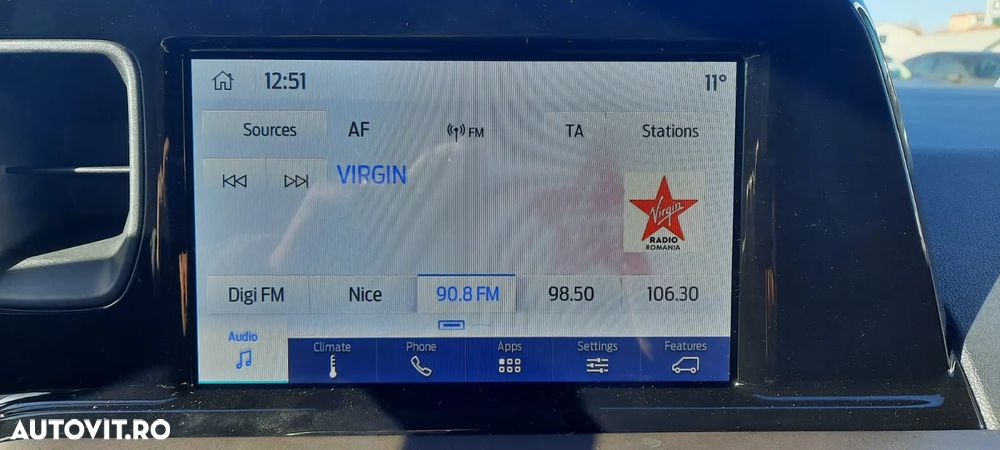 12:51 11°
Sources AF FM TA Stations
VIRGIN
Virgin
RADIO
ROMANIA
Digi FM Nice 90.8 FM 98.50 106.30
Audio Climate Phone Apps Settings Features
AUTOVIT.RO